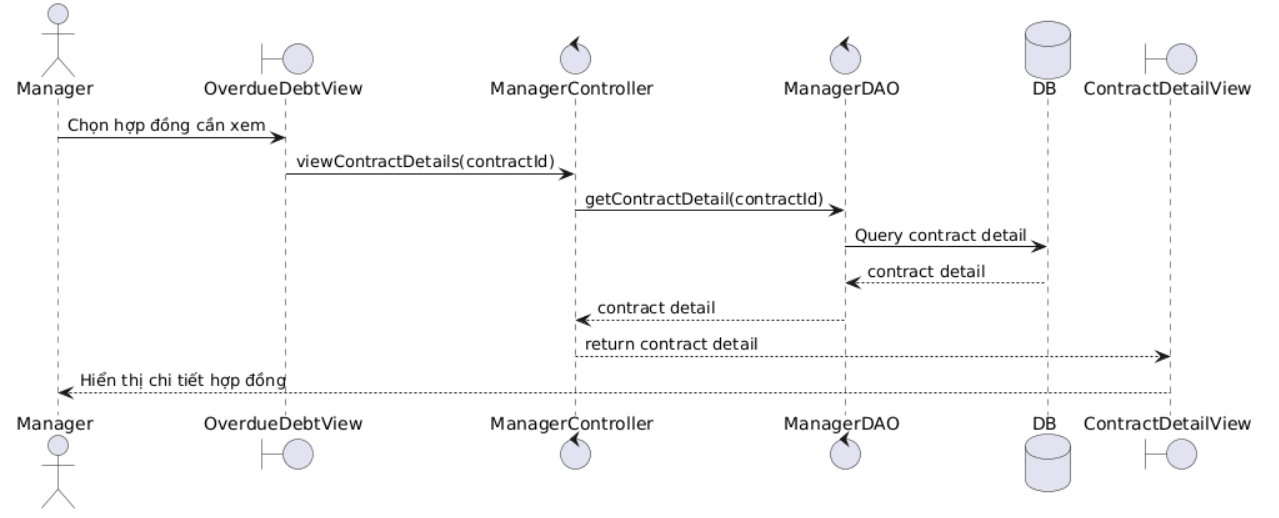 Manager
OverdueDebtView
ManagerController
ManagerDAO
DB
ContractDetailView
Chọn hợp đồng cần xem
viewContractDetails(contractId)
getContractDetail(contractId)
Query contract detail
contract detail
contract detail
return contract detail
Hiển thị chi tiết hợp đồng
Manager
OverdueDebtView
ManagerController
ManagerDAO
DB
ContractDetailView